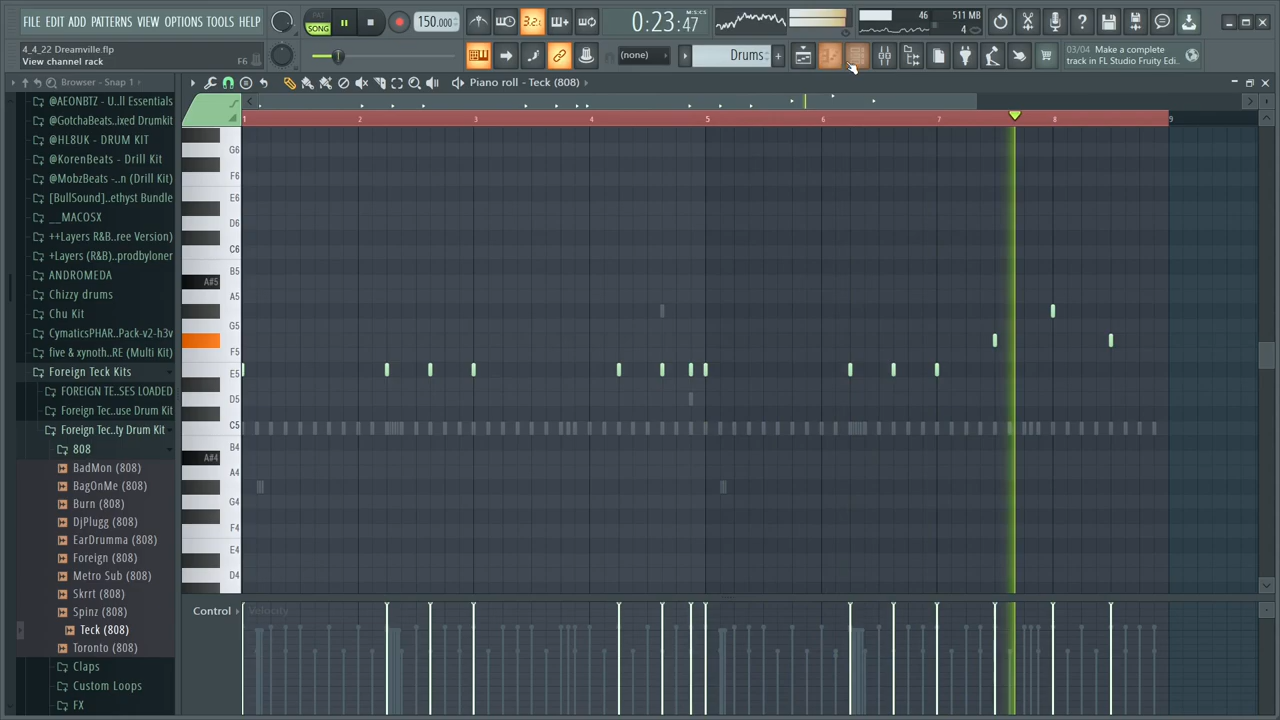 FILE EDIT ADD PATTERNS VIEW OPTIONS TOOLS HELP
PAT
SONG
150.000
3.2.
0:23:47
M:S:CS
46
511 MB
4
4_4_22 Dreamville.flp
View channel rack
F6
(none)
Drums
03/04 Make a complete
track in FL Studio Fruity Edi..
Browser - Snap 1
Piano roll - Teck (808)
@AEONBTZ - U..ll Essentials
@GotchaBeats..ixed Drumkit
@HL8UK - DRUM KIT
@KorenBeats - Drill Kit
@MobzBeats -..n (Drill Kit)
[BullSound]..ethyst Bundle
__MACOSX
++Layers R&B..ree Version)
+Layers (R&B)..prodbyloner
ANDROMEDA
Chizzy drums
Chu Kit
CymaticsPHAR..Pack-v2-h3v
five & xynoth..RE (Multi Kit)
Foreign Teck Kits
FOREIGN TE..SES LOADED
Foreign Tec..use Drum Kit
Foreign Tec..ty Drum Kit
808
BadMon (808)
BagOnMe (808)
Burn (808)
DjPlugg (808)
EarDrumma (808)
Foreign (808)
Metro Sub (808)
Skrrt (808)
Spinz (808)
Teck (808)
Toronto (808)
Claps
Custom Loops
FX
1 2 3 4 5 6 7 8 9
G6
F6
E6
D6
C6
B5
A#5
A5
G5
F5
E5
D5
C5
B4
A#4
A4
G4
F4
E4
D4
Control
Velocity